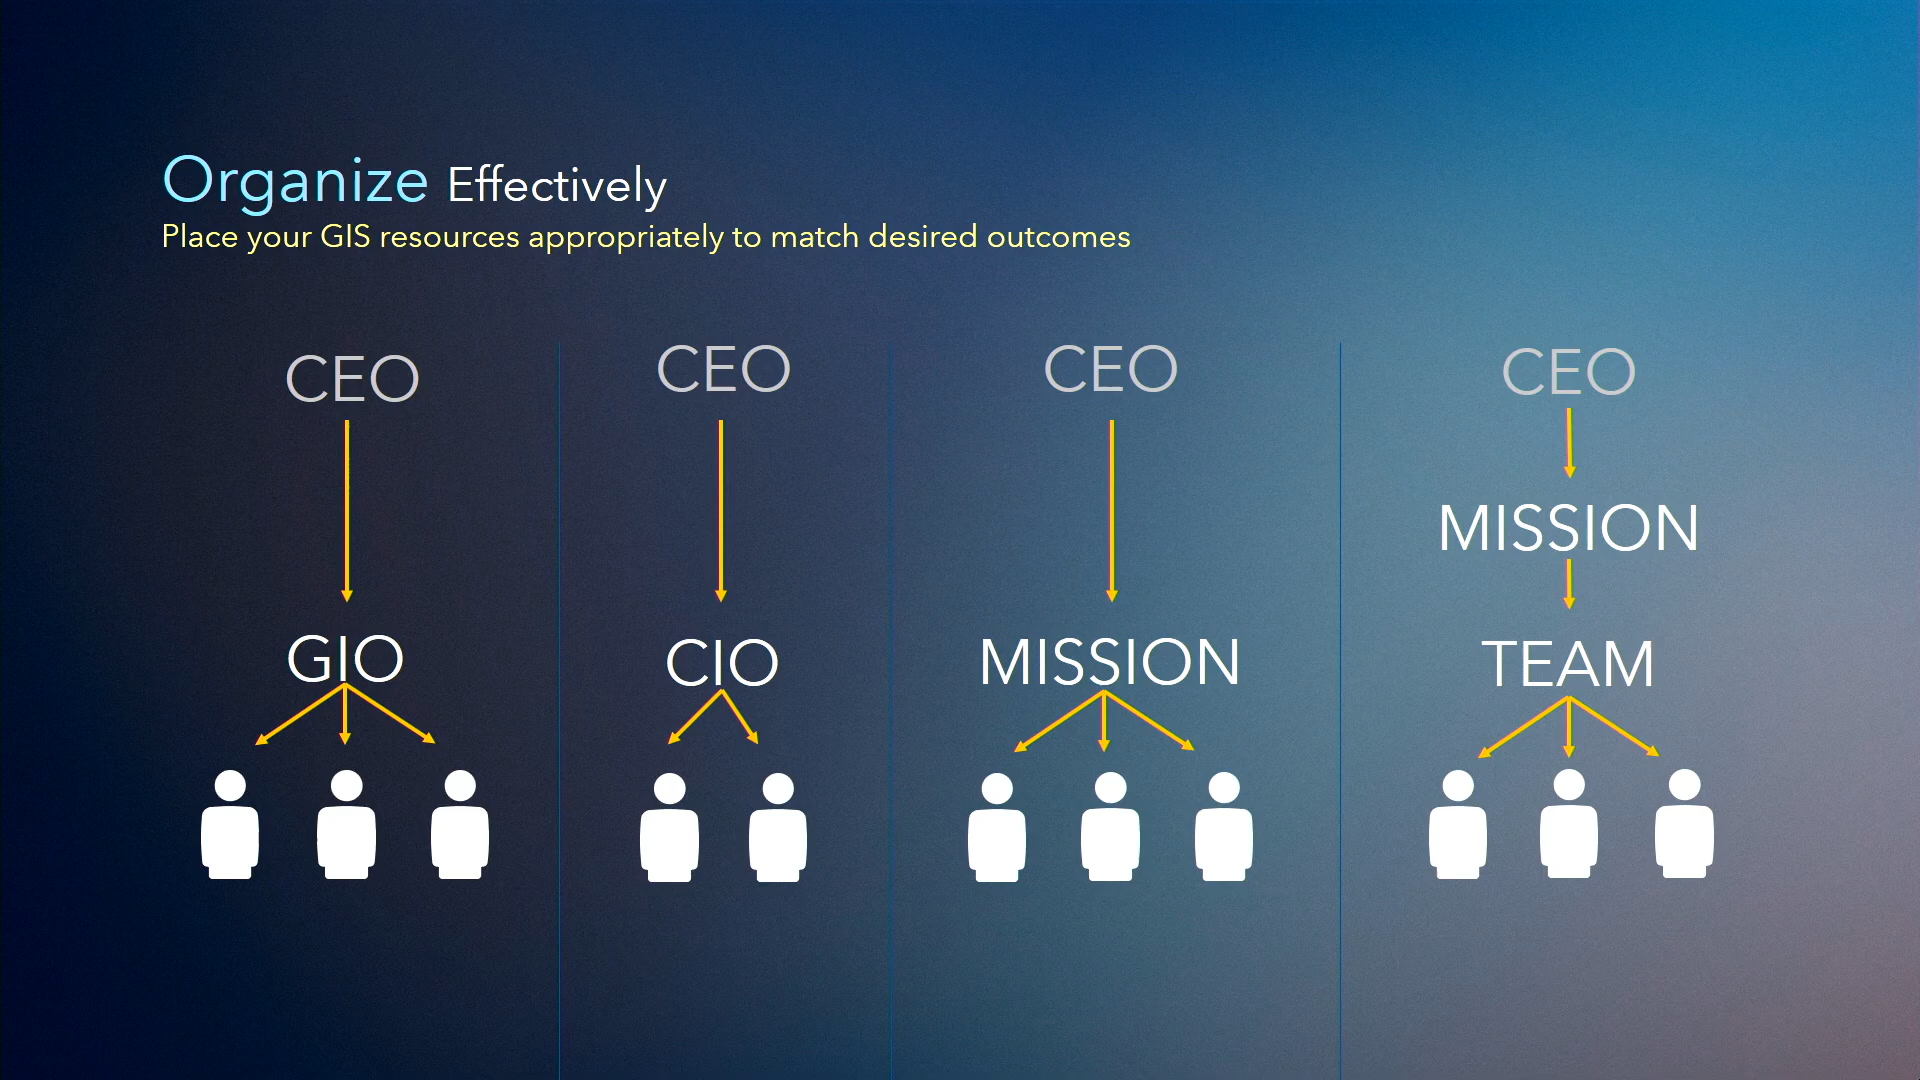 Organize Effectively
Place your GIS resources appropriately to match desired outcomes
CEO
GIO
CEO
CIO
CEO
MISSION
CEO
MISSION
TEAM